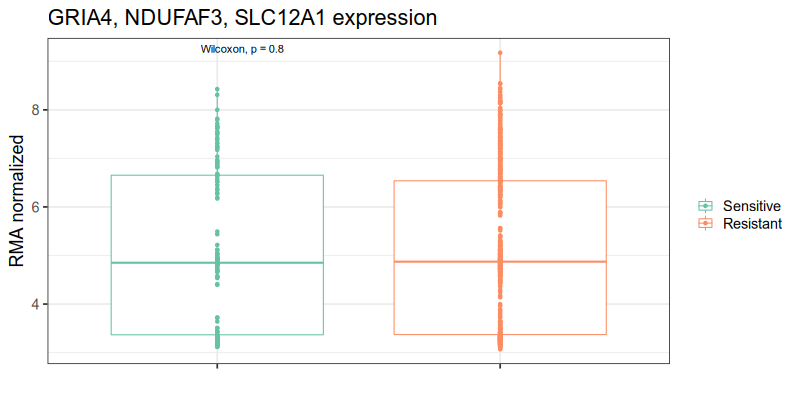 GRIA4, NDUFAF3, SLC12A1 expression
Wilcoxon, p = 0.8
RMA normalized
8
6
4
Sensitive
Resistant